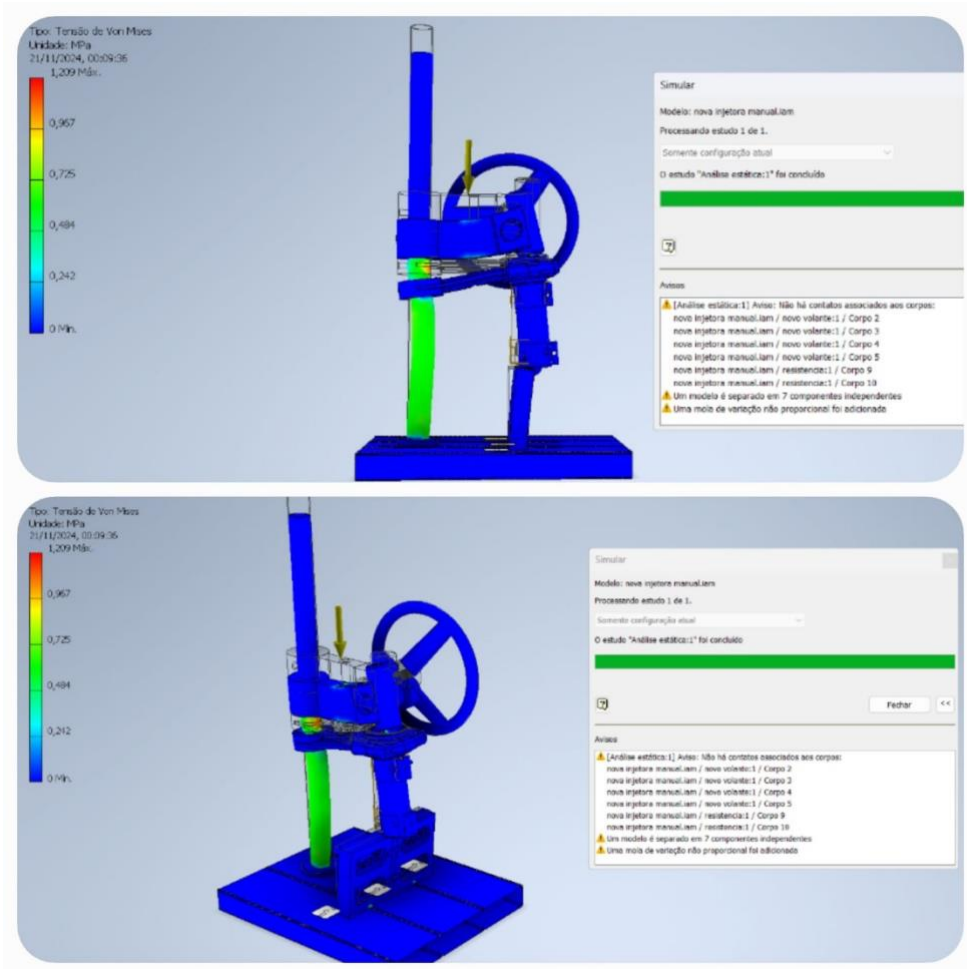 Tipo: Tensão de Von Mises
Unidade: MPa
21/11/2024, 00:09:36
1,209 Máx.
0,967
0,725
0,484
0,242
0 Mín.
Simular
Modelo: nova injetora manual.iam
Processando estudo 1 de 1.
Somente configuração atual
O estudo "Análise estática:1" foi concluído
Avisos
[Análise estática:1] Aviso: Não há contatos associados aos corpos:
nova injetora manual.iam / novo volante:1 / Corpo 2
nova injetora manual.iam / novo volante:1 / Corpo 3
nova injetora manual.iam / novo volante:1 / Corpo 4
nova injetora manual.iam / novo volante:1 / Corpo 5
nova injetora manual.iam / resistencia:1 / Corpo 9
nova injetora manual.iam / resistencia:1 / Corpo 10
Um modelo é separado em 7 componentes independentes
Uma mola de variação não proporcional foi adicionada
Tipo: Tensão de Von Mises
Unidade: MPa
21/11/2024, 00:09:36
1,209 Máx.
0,967
0,725
0,484
0,242
0 Mín.
Simular
Modelo: nova injetora manual.iam
Processando estudo 1 de 1.
Somente configuração atual
O estudo "Análise estática:1" foi concluído
Fechar <<
Avisos
[Análise estática:1] Aviso: Não há contatos associados aos corpos:
nova injetora manual.iam / novo volante:1 / Corpo 2
nova injetora manual.iam / novo volante:1 / Corpo 3
nova injetora manual.iam / novo volante:1 / Corpo 4
nova injetora manual.iam / novo volante:1 / Corpo 5
nova injetora manual.iam / resistencia:1 / Corpo 9
nova injetora manual.iam / resistencia:1 / Corpo 10
Um modelo é separado em 7 componentes independentes
Uma mola de variação não proporcional foi adicionada